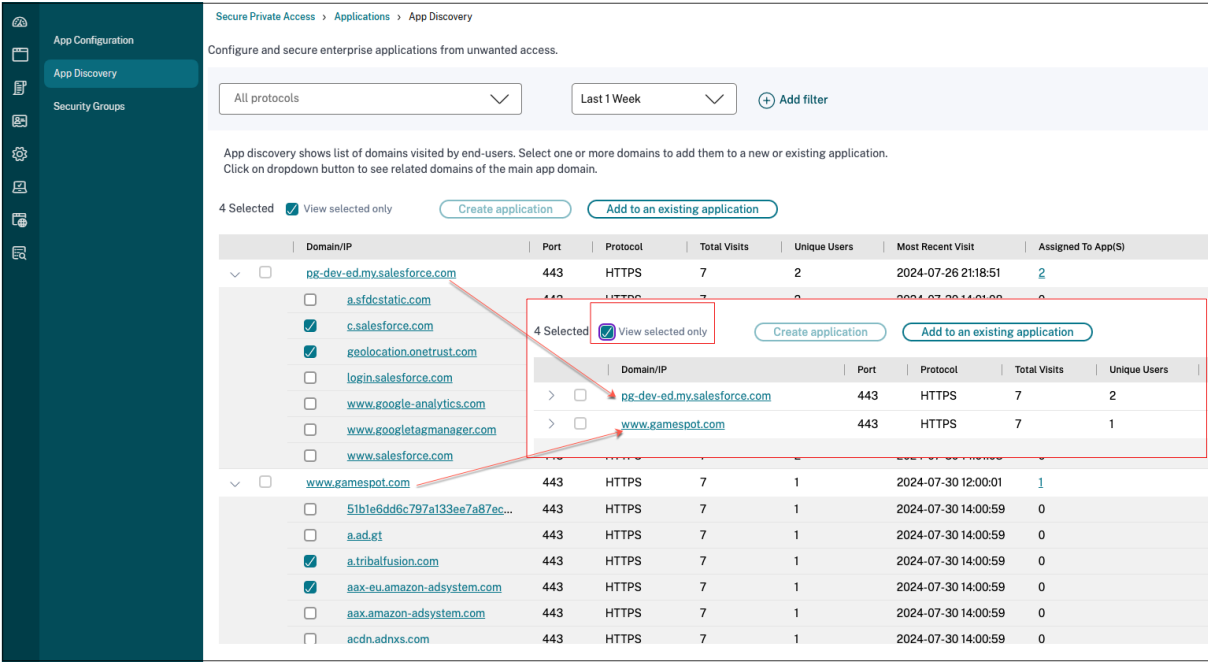 Secure Private Access > Applications > App Discovery
App Configuration
App Discovery
Security Groups
Configure and secure enterprise applications from unwanted access.
All protocols
Last 1 Week
Add filter
App discovery shows list of domains visited by end-users. Select one or more domains to add them to a new or existing application.
Click on dropdown button to see related domains of the main app domain.
4 Selected View selected only Create application Add to an existing application
Domain/IP Port Protocol Total Visits Unique Users Most Recent Visit Assigned To App(S)
pg-dev-ed.my.salesforce.com 443 HTTPS 7 2 2024-07-26 21:18:51 2
a.sfdcstatic.com
c.salesforce.com
geolocation.onetrust.com
login.salesforce.com
www.google-analytics.com
www.googletagmanager.com
www.salesforce.com
4 Selected View selected only Create application Add to an existing application
Domain/IP Port Protocol Total Visits Unique Users
pg-dev-ed.my.salesforce.com 443 HTTPS 7 2
www.gamespot.com 443 HTTPS 7 1
www.gamespot.com 443 HTTPS 7 1 2024-07-30 12:00:01 1
51b1e6dd6c797a133ee7a87ec... 443 HTTPS 7 1 2024-07-30 14:00:59 0
a.ad.gt 443 HTTPS 7 1 2024-07-30 14:00:59 0
a.tribalfusion.com 443 HTTPS 7 1 2024-07-30 14:00:59 0
aax-eu.amazon-adsystem.com 443 HTTPS 7 1 2024-07-30 14:00:59 0
aax.amazon-adsystem.com 443 HTTPS 7 1 2024-07-30 14:00:59 0
acdn.adnxs.com 443 HTTPS 7 1 2024-07-30 14:00:59 0